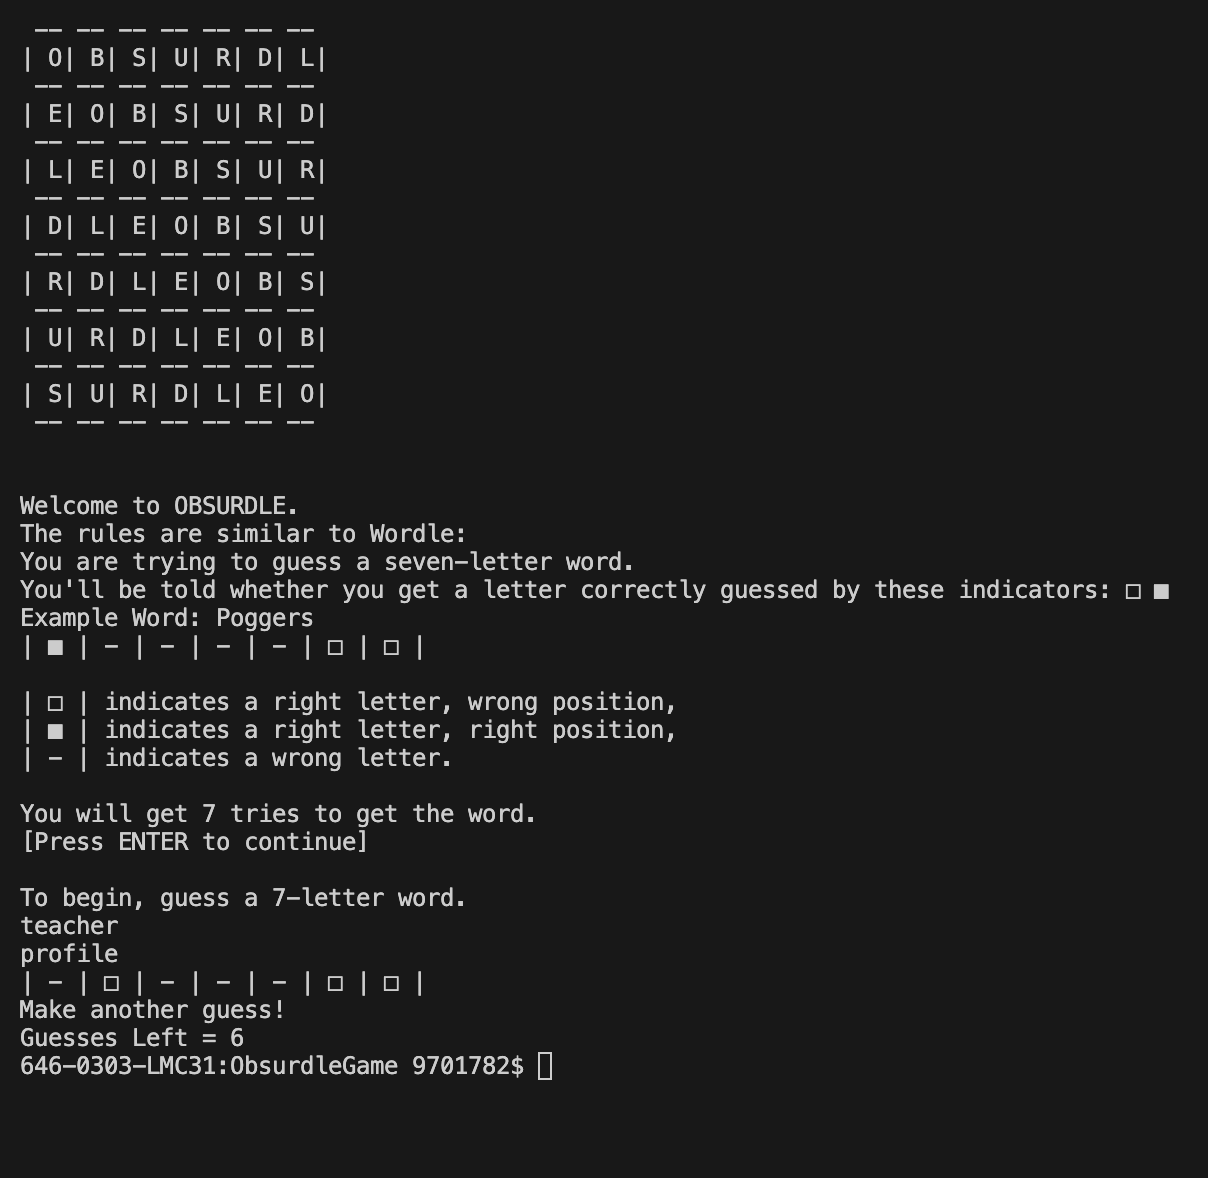 -- -- -- -- -- -- --
| O| B| S| U| R| D| L|
-- -- -- -- -- -- --
| E| O| B| S| U| R| D|
-- -- -- -- -- -- --
| L| E| O| B| S| U| R|
-- -- -- -- -- -- --
| D| L| E| O| B| S| U|
-- -- -- -- -- -- --
| R| D| L| E| O| B| S|
-- -- -- -- -- -- --
| U| R| D| L| E| O| B|
-- -- -- -- -- -- --
| S| U| R| D| L| E| O|
-- -- -- -- -- -- --
Welcome to OBSURDLE.
The rules are similar to Wordle:
You are trying to guess a seven-letter word.
You'll be told whether you get a letter correctly guessed by these indicators: □ ■
Example Word: Poggers
| ■ | - | - | - | - | □ | □ |
| □ | indicates a right letter, wrong position,
| ■ | indicates a right letter, right position,
| - | indicates a wrong letter.
You will get 7 tries to get the word.
[Press ENTER to continue]
To begin, guess a 7-letter word.
teacher
profile
| - | □ | - | - | - | □ | □ |
Make another guess!
Guesses Left = 6
646-0303-LMC31:ObsurdleGame 9701782$